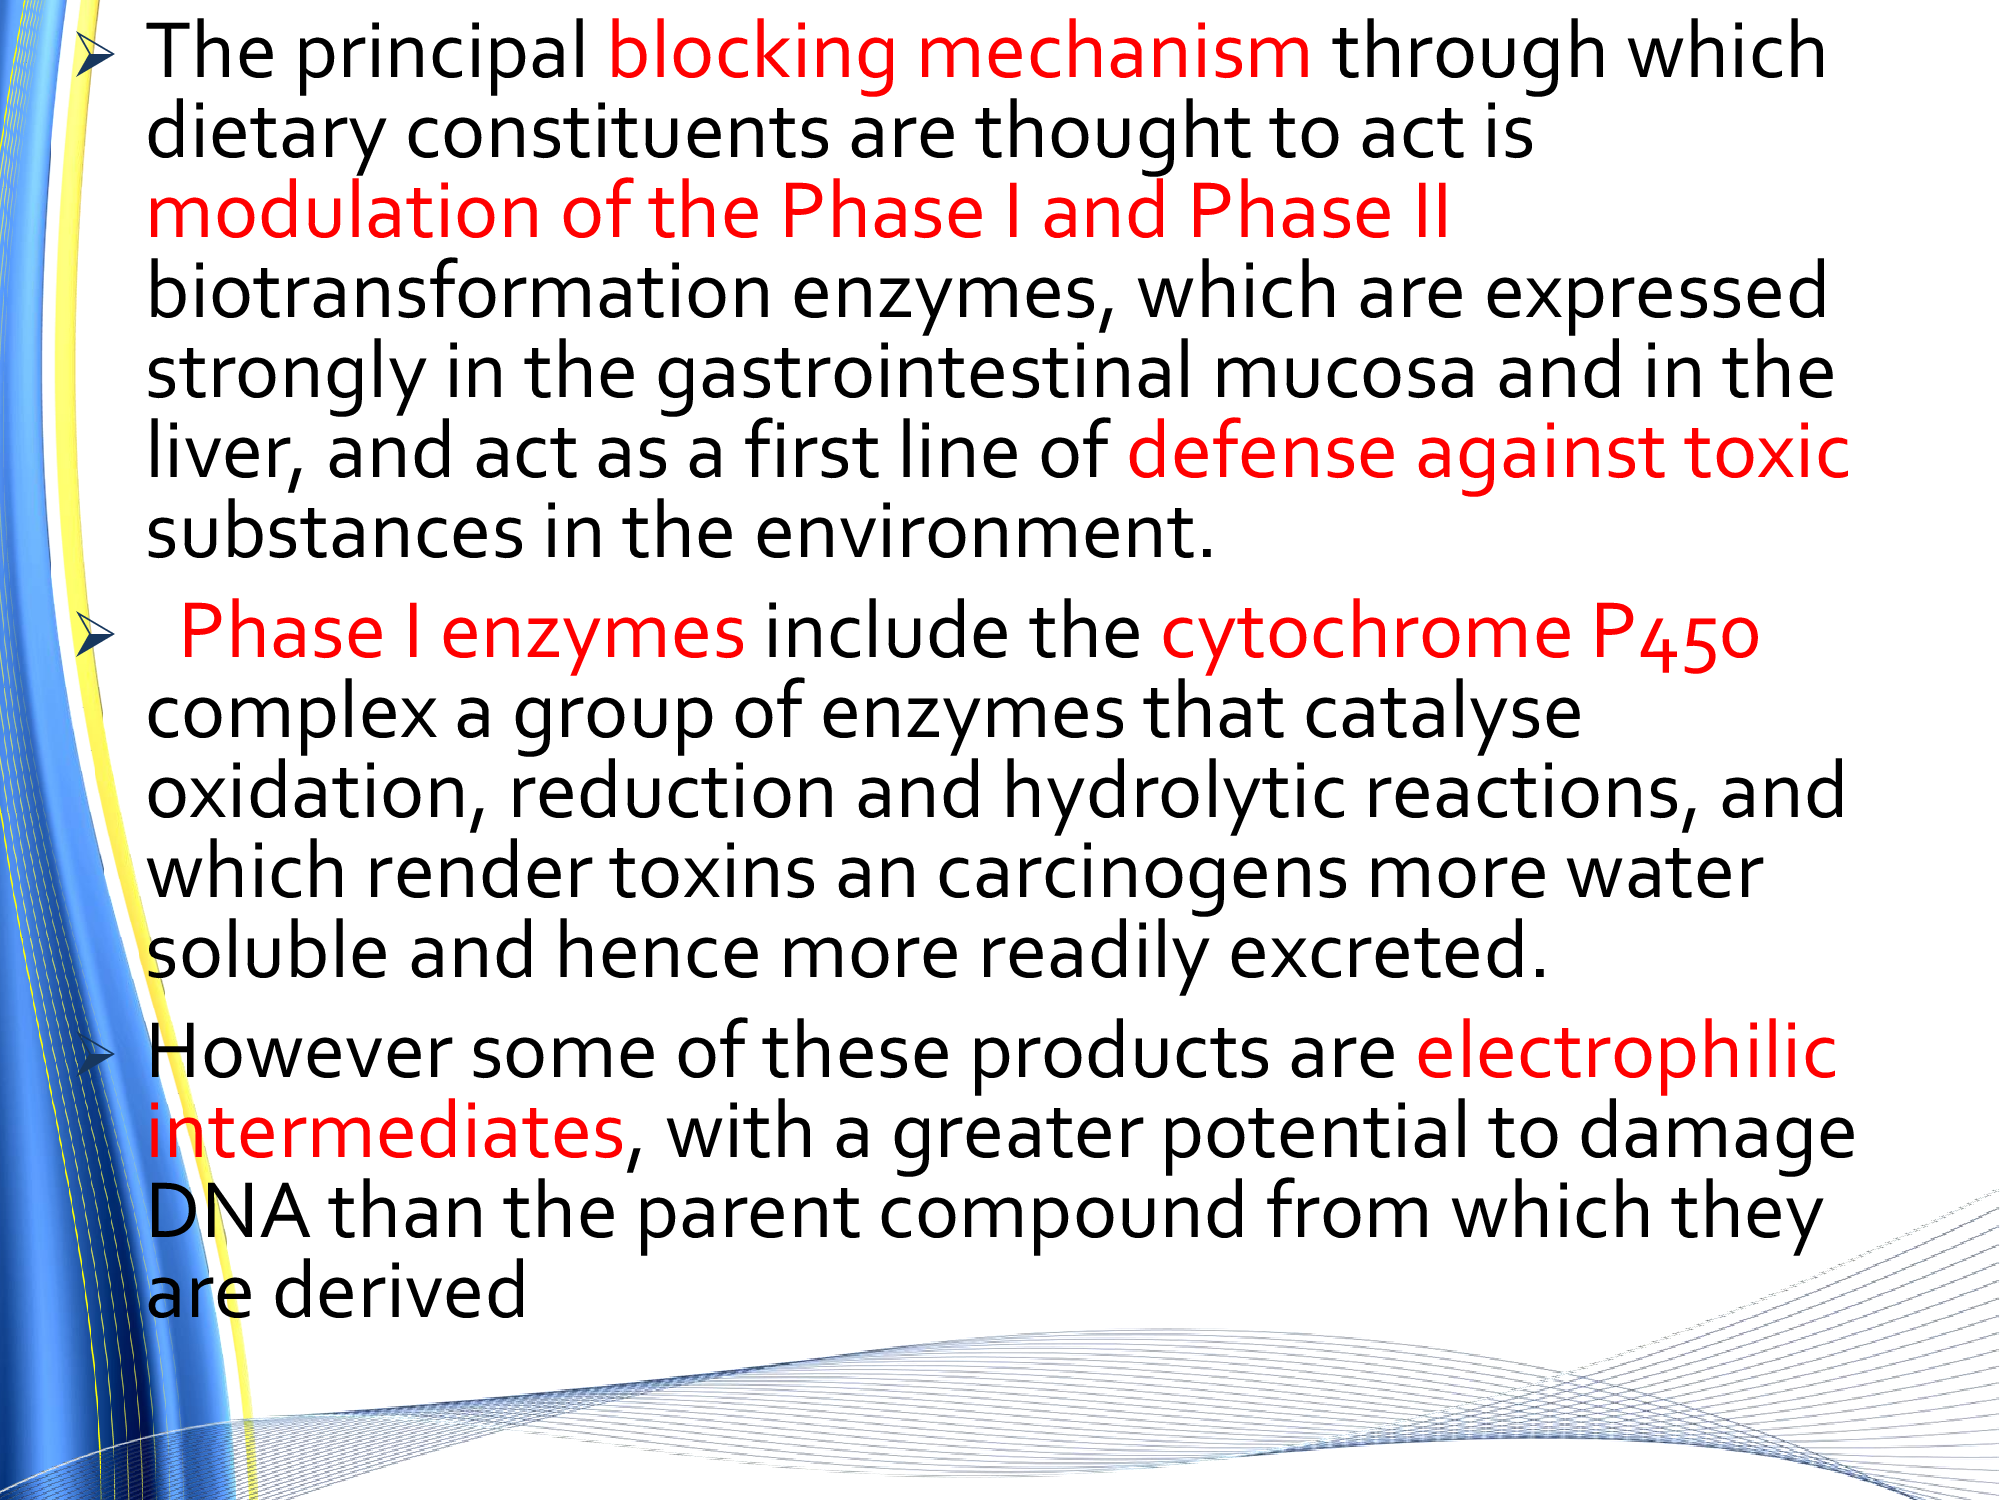 The principal blocking mechanism through which
dietary constituents are thought to act is
modulation of the Phase I and Phase II
biotransformation enzymes, which are expressed
strongly in the gastrointestinal mucosa and in the
liver, and act as a first line of defense against toxic
substances in the environment.
Phase I enzymes include the cytochrome P450
complex a group of enzymes that catalyse
oxidation, reduction and hydrolytic reactions, and
which render toxins an carcinogens more water
soluble and hence more readily excreted.
However some of these products are electrophilic
intermediates, with a greater potential to damage
DNA than the parent compound from which they
are derived